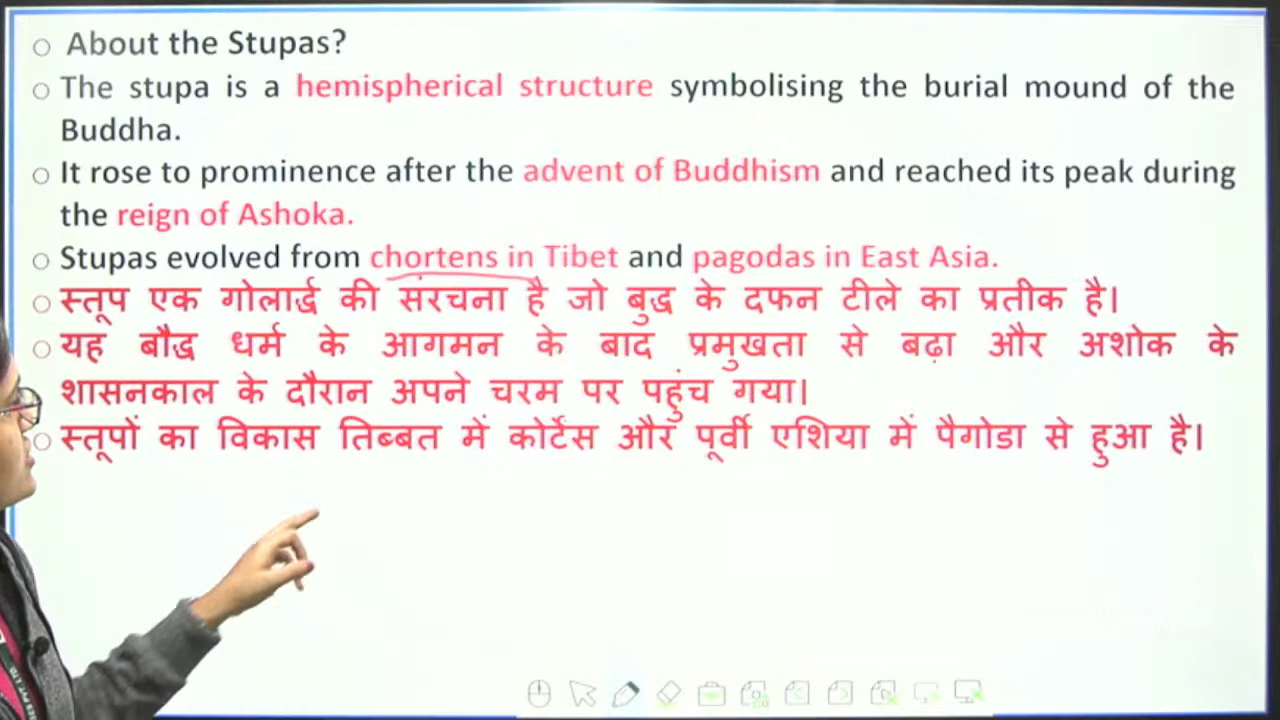 About the Stupas?
The stupa is a hemispherical structure symbolising the burial mound of the
Buddha.
It rose to prominence after the advent of Buddhism and reached its peak during
the reign of Ashoka.
Stupas evolved from chortens in Tibet and pagodas in East Asia.
स्तूप एक गोलार्द्ध की संरचना है जो बुद्ध के दफन टीले का प्रतीक है।
यह बौद्ध धर्म के आगमन के बाद प्रमुखता से बढ़ा और अशोक के
शासनकाल के दौरान अपने चरम पर पहुंच गया।
स्तूपों का विकास तिब्बत में कोर्टेंस और पूर्वी एशिया में पैगोडा से हुआ है।